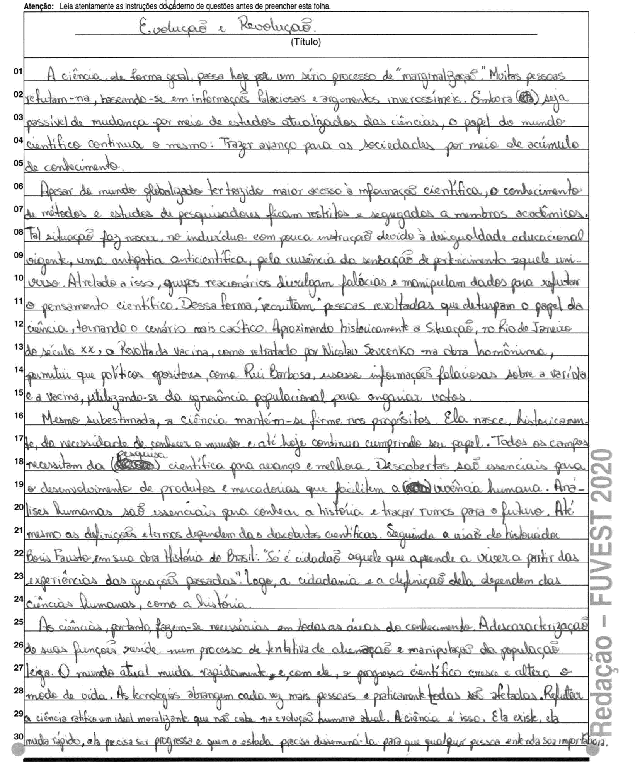 Atenção: Leia atentamente as instruções do caderno de questões antes de preencher esta folha.
Evolução e Revolução.
(Título)
01 A ciência, de forma geral, passa hoje por um sério processo de "marginalização". Muitas pessoas
02 refutam-na, baseando-se em informações falaciosas e argumentos inverossímeis. Embora seja
03 passível de mudança por meio de estudos atualizados das ciências, o papel do mundo
04 científico continua o mesmo: Trazer avanço para as sociedades por meio de acúmulo
05 de conhecimento.
06 Apesar do mundo globalizado ter trazido maior acesso à informação científica, o conhecimento
07 de métodos e estudos de pesquisadores ficam restritos e segregados a membros acadêmicos.
08 Tal situação faz nascer, no indivíduo com pouca instrução devido à desigualdade educacional
09 vigente, uma antipatia anticientífica, pela ausência da sensação de pertencimento aquele uni-
10 verso. Atrelado a isso, grupos reacionários divulgam falácias e manipulam dados para refutar
11 o pensamento científico. Dessa forma, "recrutam" pessoas revoltadas que deturpam o papel da
12 ciência, tornando o cenário mais caótico. Aproximando historicamente a situação, no Rio de Janeiro
13 do século XX, a Revolta da Vacina, como retratado por Nicolau Sevcenko na obra homônima,
14 permitiu que políticos opositores, como Rui Barbosa, usasse informações falaciosas sobre a varíola
15 e a vacina, utilizando-se da ignorância populacional para angariar votos.
16 Mesmo subestimada, a ciência mantém-se firme nos propósitos. Ela nasce, historicamen-
17 te, da necessidade de conhecer o mundo e até hoje continua cumprindo seu papel. Todos os campos
18 necessitam da pesquisa científica para avanço e melhora. Descobertas são essenciais para
19 o desenvolvimento de produtos e mercadorias que facilitem a vivência humana. Aná-
20 lises humanas são essenciais para conhecer a história e traçar rumos para o futuro. Até
21 mesmo as definições e termos dependem das descobertas científicas. Segundo a visão do historiador
22 Boris Fausto em sua obra História do Brasil: "Só é cidadão aquele que aprende a viver a partir das
23 experiências das gerações passadas". Logo, a cidadania e a definição dela dependem das
24 ciências humanas, como a história.
25 As ciências, portanto, fazem-se necessárias em todas as áreas do conhecimento. A descaracterização
26 de suas funções reside num processo de tentativa de alienação e manipulação da população
27 leiga. O mundo atual muda rapidamente, e, com ele, o progresso científico cresce e altera o
28 modo de vida. As tecnologias abrangem cada vez mais pessoas e praticamente todas são afetadas. Refutar
29 a ciência ratifica um ideal moralizante que não cabe na evolução humana atual. A ciência é isso. Ela existe, ela
30 muda rápido, ela precisa ser progressa e quem a estuda precisa disseminá-la para que qualquer pessoa entenda sua importância.
Redação – FUVEST 2020